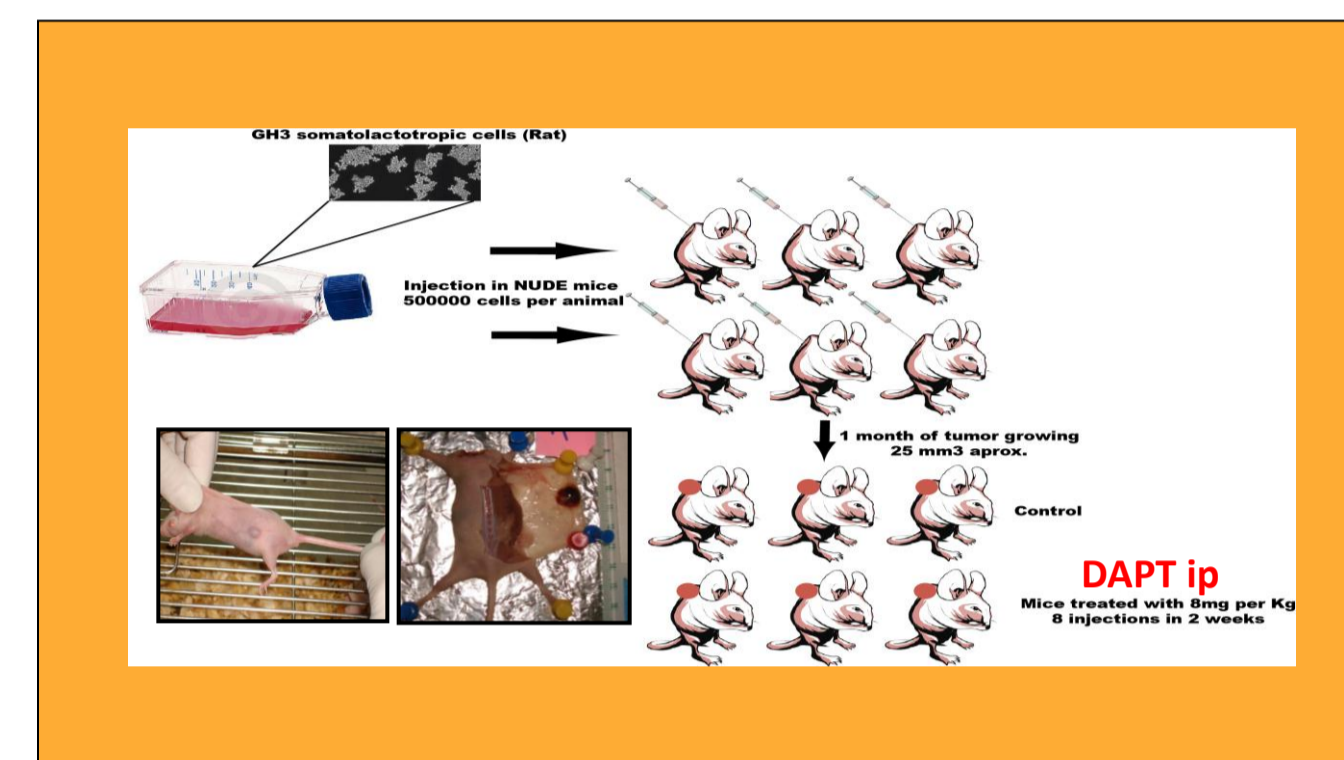 GH3 somatolactotropic cells (Rat)
Injection in NUDE mice
500000 cells per animal
1 month of tumor growing
25 mm3 aprox.
Control
DAPT ip
Mice treated with 8mg per Kg
8 injections in 2 weeks